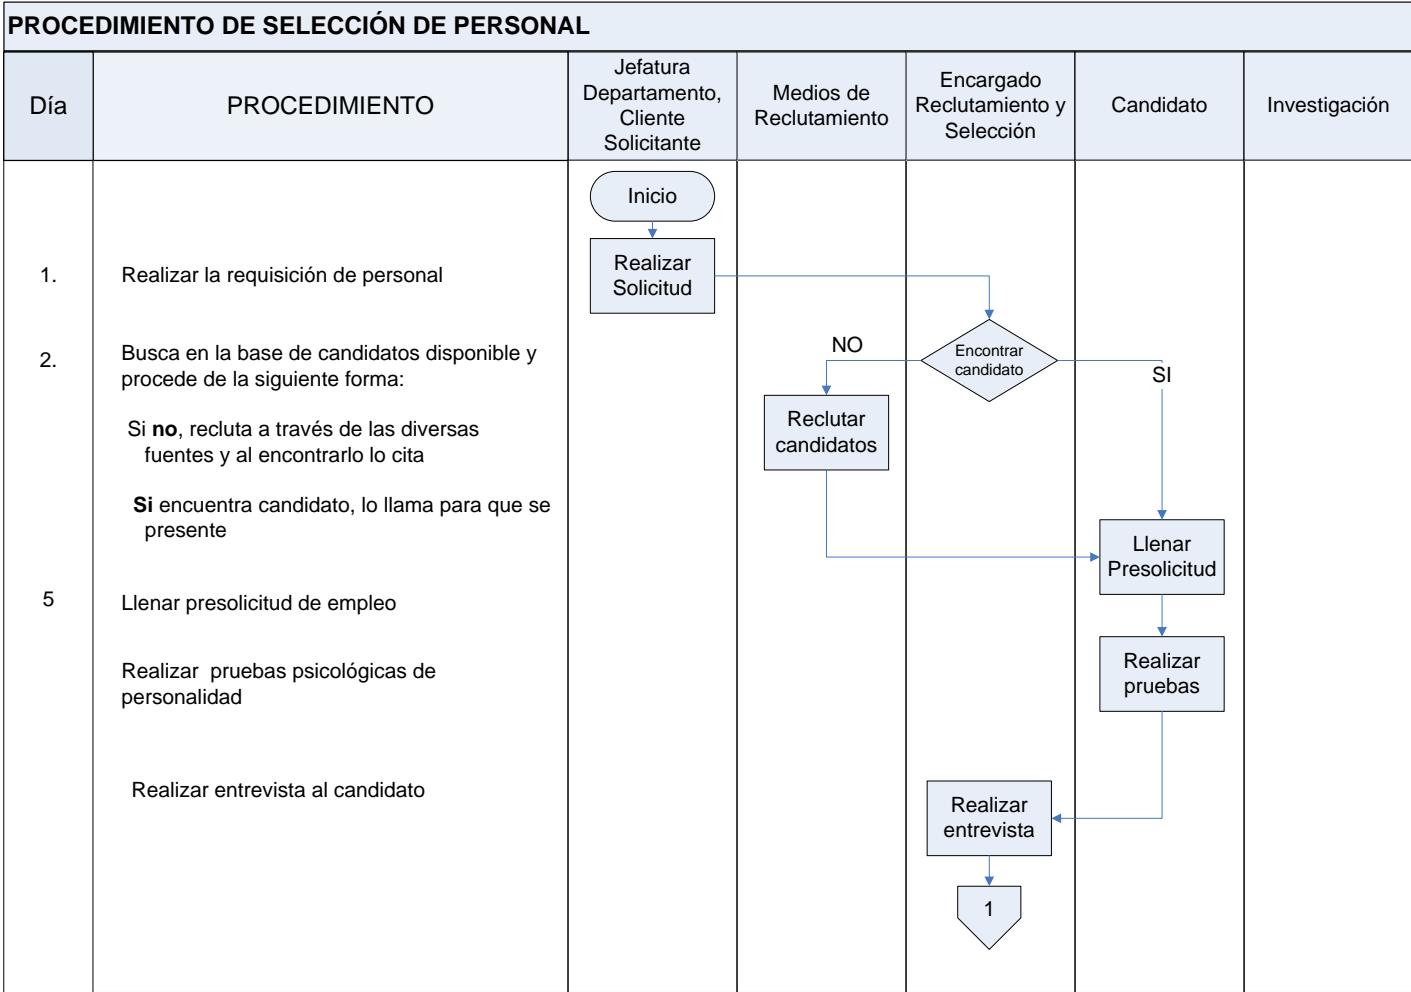 PROCEDIMIENTO DE SELECCIÓN DE PERSONAL
Día
PROCEDIMIENTO
Jefatura
Departamento,
Cliente
Solicitante
Medios de
Reclutamiento
Encargado
Reclutamiento y
Selección
Candidato
Investigación
Inicio
1.
Realizar la requisición de personal
Realizar
Solicitud
2.
Busca en la base de candidatos disponible y
procede de la siguiente forma:
NO
Encontrar
candidato
SI
Si no, recluta a través de las diversas
fuentes y al encontrarlo lo cita
Reclutar
candidatos
Si encuentra candidato, lo llama para que se
presente
Llenar
Presolicitud
5
Llenar presolicitud de empleo
Realizar pruebas psicológicas de
personalidad
Realizar
pruebas
Realizar entrevista al candidato
Realizar
entrevista
1